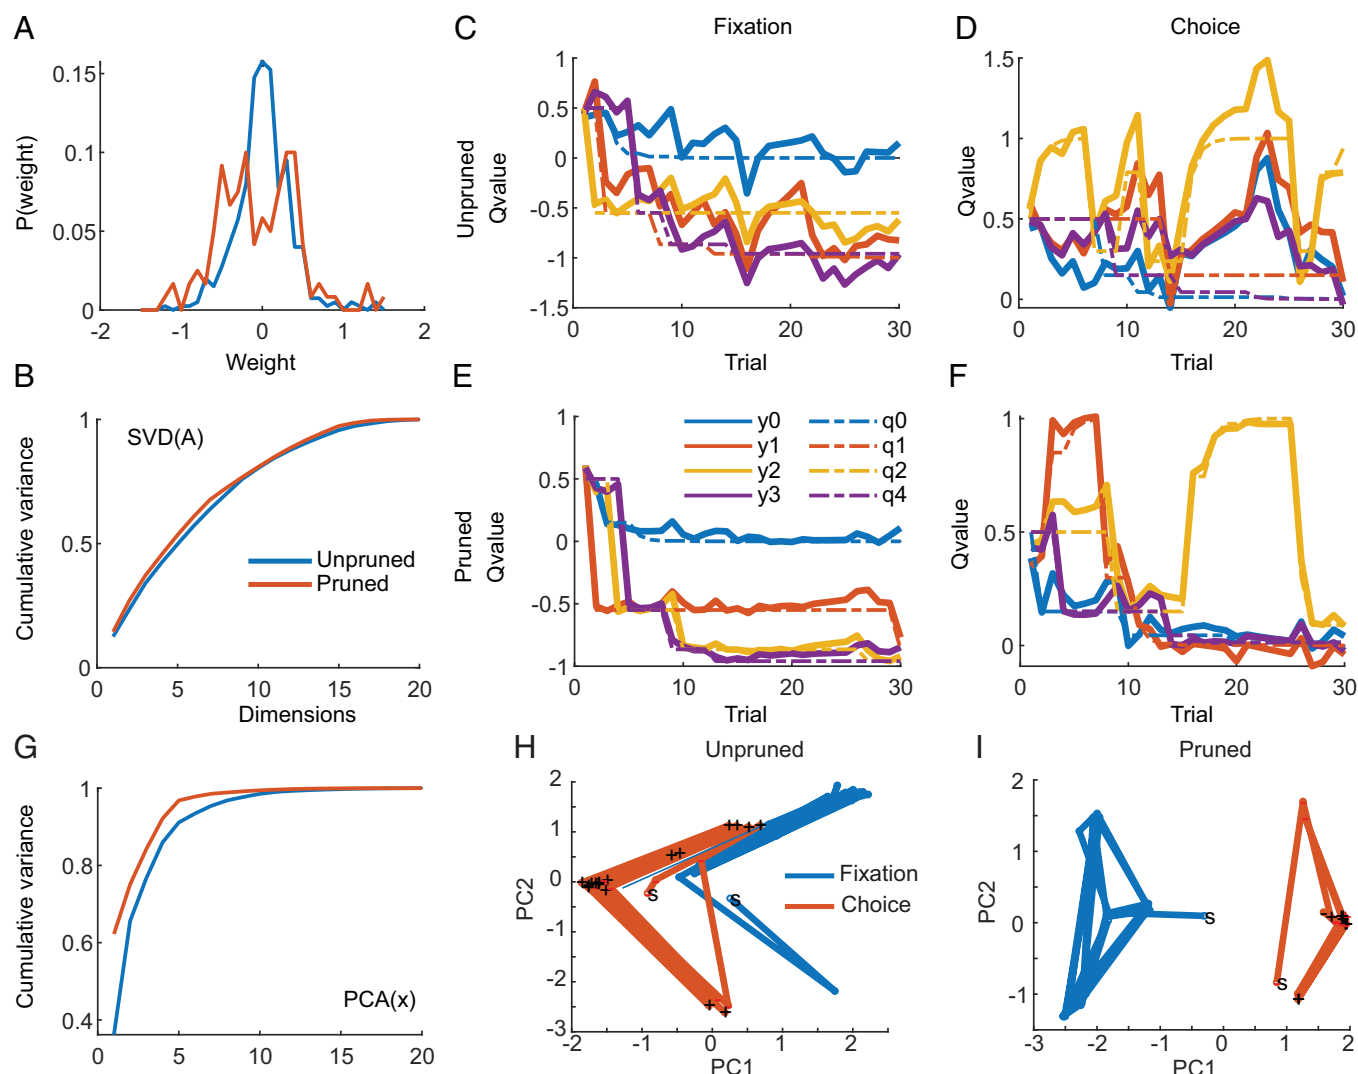 A
P(weight)
0.15
0.1
0.05
0
-2
-1
0
1
2
Weight
B
Cumulative variance
1
0.5
0
SVD(A)
Unpruned
Pruned
0
5
10
15
20
Dimensions
C
Fixation
Unpruned
Qvalue
1
0.5
0
-0.5
-1
-1.5
0
10
20
30
Trial
D
Choice
Qvalue
1.5
1
0.5
0
0
10
20
30
Trial
E
Pruned
Qvalue
1
0.5
0
-0.5
-1
y0 q0
y1 q1
y2 q2
y3 q4
0
10
20
30
Trial
F
Qvalue
1
0.5
0
0
10
20
30
Trial
G
Cumulative variance
1
0.8
0.6
0.4
PCA(x)
0
5
10
15
20
H
Unpruned
PC2
2
1
0
-1
-2
-3
S
S
Fixation
Choice
-2
-1
0
1
2
PC1
I
Pruned
PC2
2
1
0
-1
S
S
-3
-2
-1
0
1
2
PC1